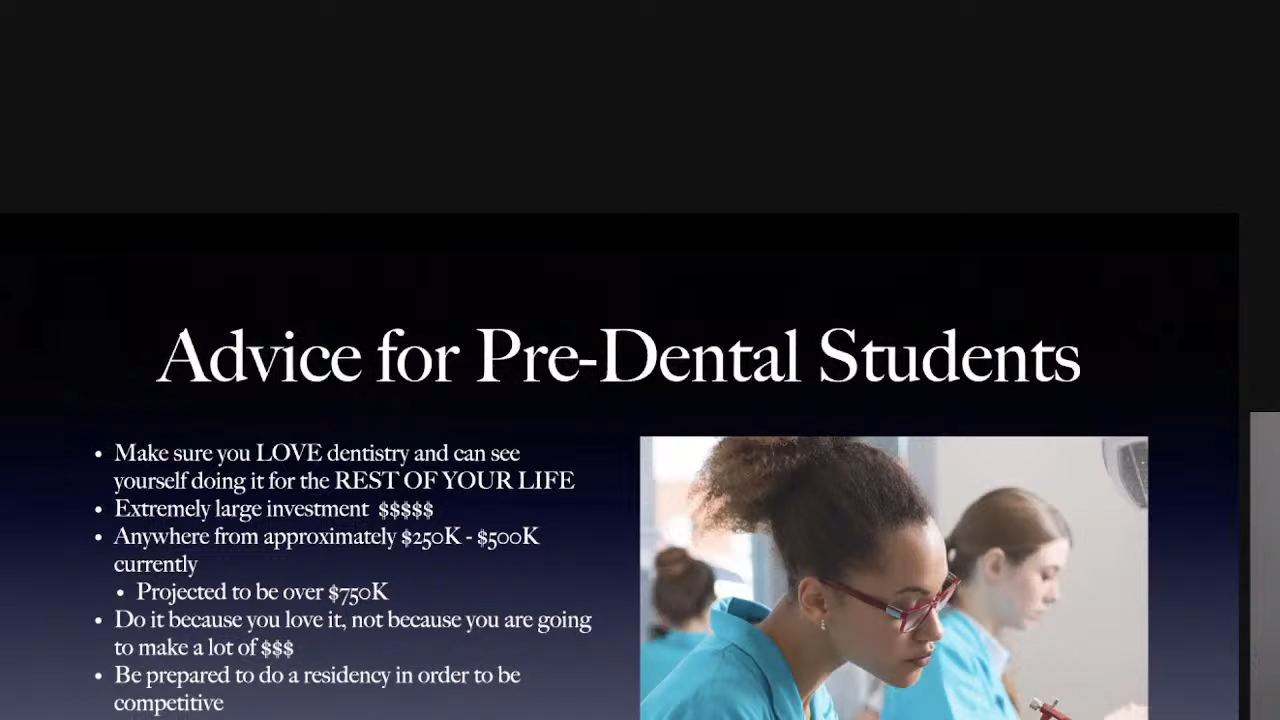 Advice for Pre-Dental Students
• Make sure you LOVE dentistry and can see
yourself doing it for the REST OF YOUR LIFE
• Extremely large investment $$$$$
• Anywhere from approximately $250K - $500K
currently
• Projected to be over $750K
• Do it because you love it, not because you are going
to make a lot of $$$
• Be prepared to do a residency in order to be
competitive